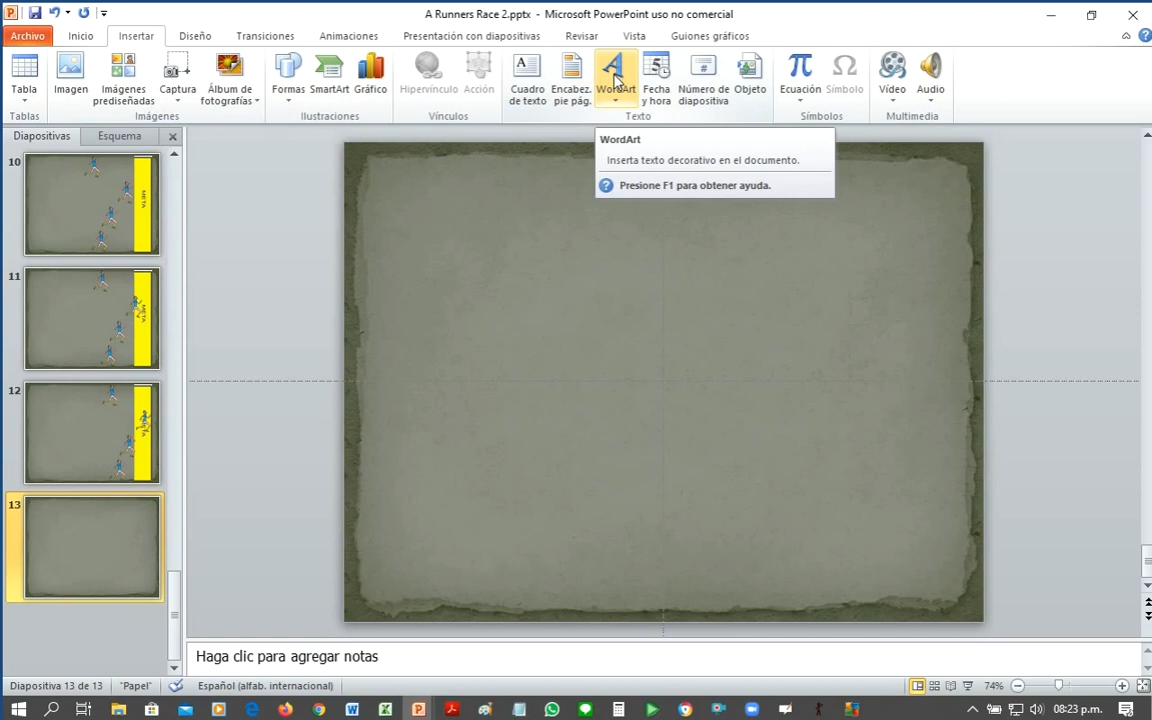 A Runners Race 2.pptx - Microsoft PowerPoint uso no comercial
Archivo Inicio Insertar Diseño Transiciones Animaciones Presentación con diapositivas Revisar Vista Guiones gráficos
Tabla
Imagen
Imágenes
prediseñadas
Captura
Álbum de
fotografías
Formas
SmartArt
Gráfico
Hipervínculo
Acción
Cuadro
de texto
Encabez.
pie pág.
WordArt
Fecha
y hora
Número de
diapositiva
Objeto
Ecuación
Símbolo
Vídeo
Audio
Tablas Imágenes Ilustraciones Vínculos Texto Símbolos Multimedia
Diapositivas Esquema
WordArt
Inserta texto decorativo en el documento.
Presione F1 para obtener ayuda.
10
META
11
META
12
META
13
Haga clic para agregar notas
Diapositiva 13 de 13 "Papel" Español (alfab. internacional) 74%
08:23 p.m.